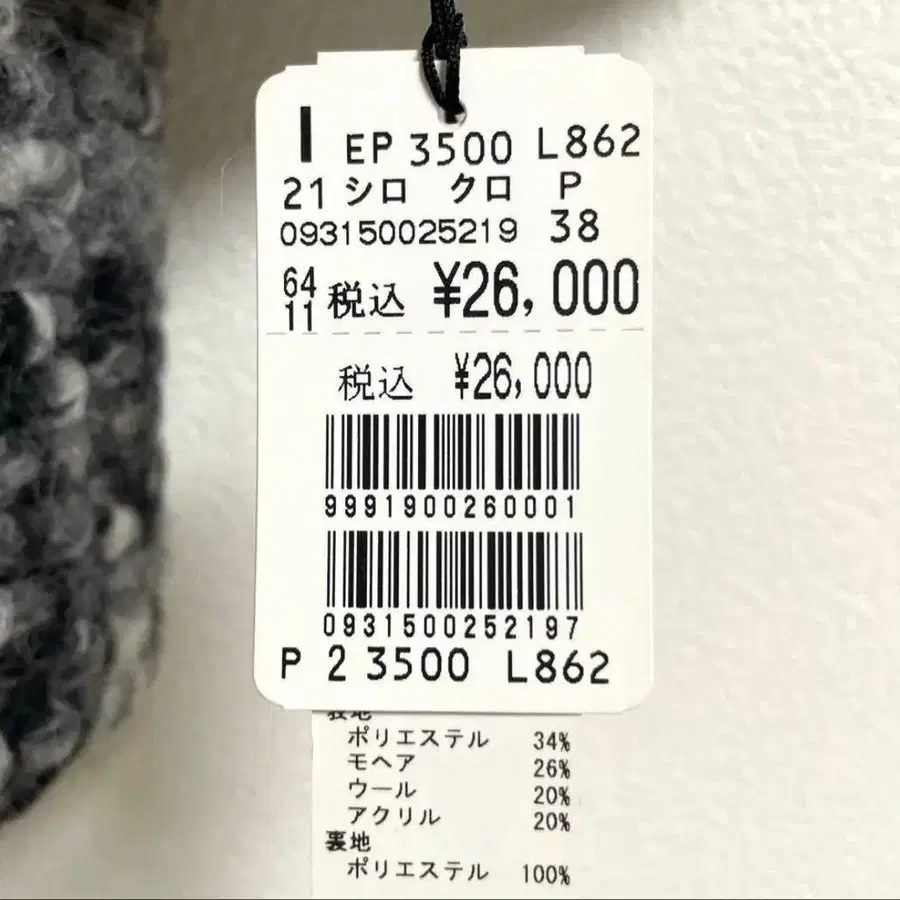 I EP 3500 L862
21 シロ クロ P
093150025219 38
64 11 税込 ¥26,000
税込 ¥26,000
9991900260001
0931500252197
P 2 3500 L862
表地
ポリエステル 34%
モヘア 26%
ウール 20%
アクリル 20%
裏地
ポリエステル 100%